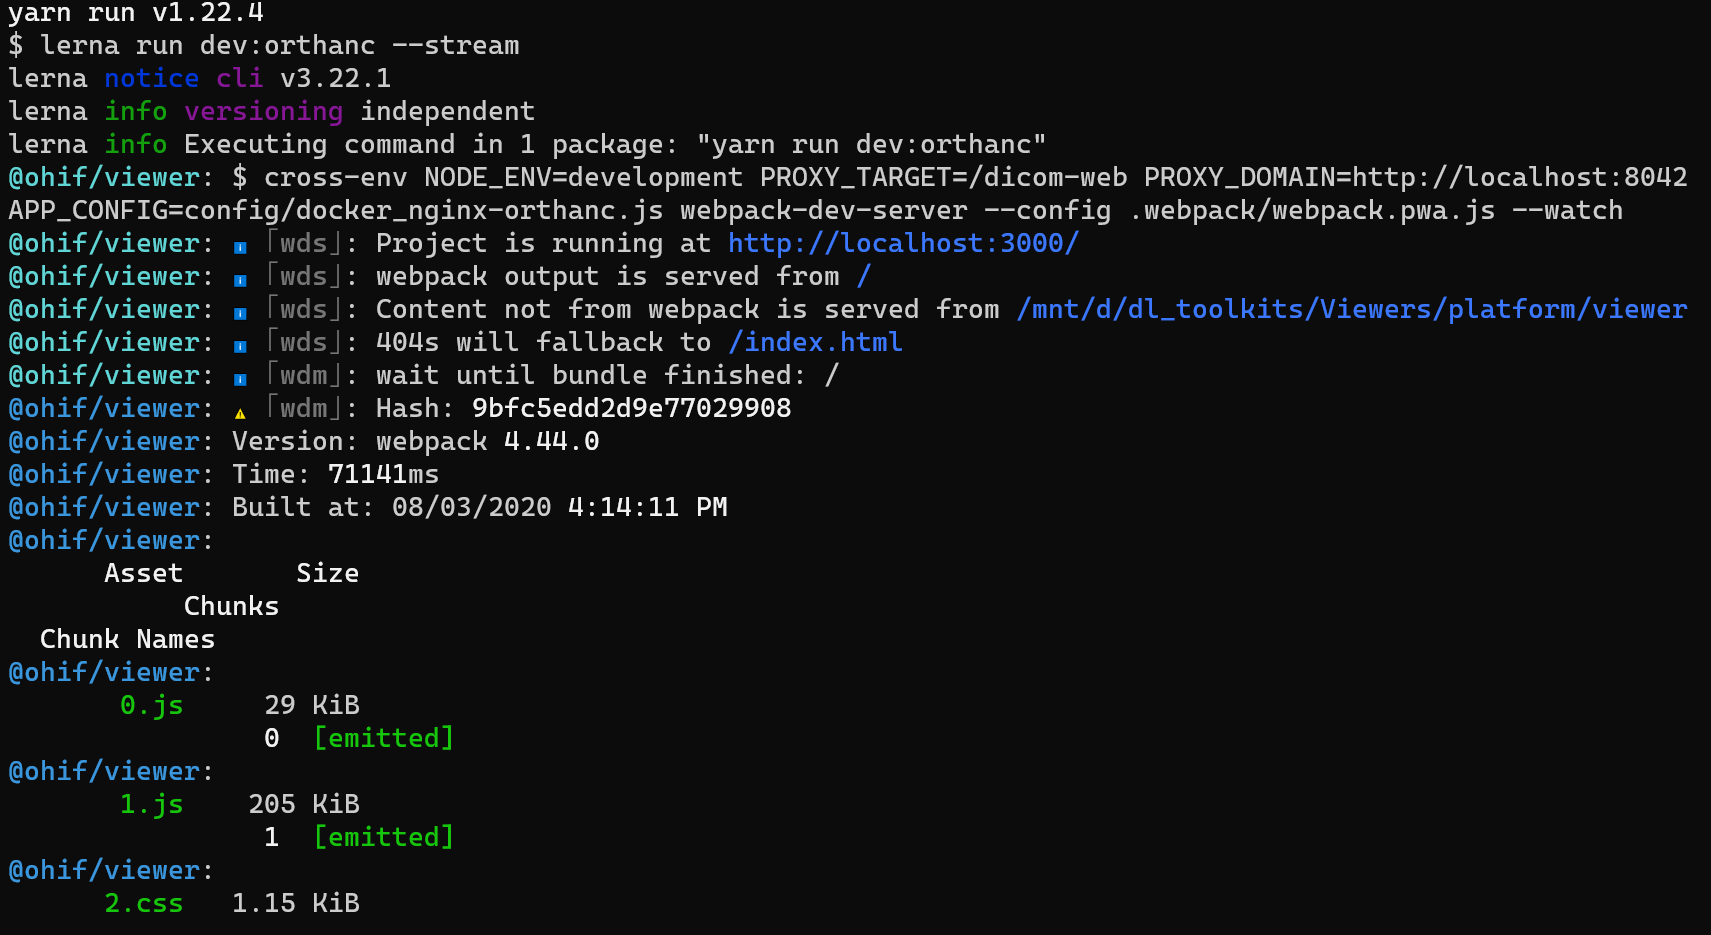 yarn run v1.22.4
$ lerna run dev:orthanc --stream
lerna notice cli v3.22.1
lerna info versioning independent
lerna info Executing command in 1 package: "yarn run dev:orthanc"
@ohif/viewer: $ cross-env NODE_ENV=development PROXY_TARGET=/dicom-web PROXY_DOMAIN=http://localhost:8042
APP_CONFIG=config/docker_nginx-orthanc.js webpack-dev-server --config .webpack/webpack.pwa.js --watch
@ohif/viewer: ℹ 「wds」: Project is running at http://localhost:3000/
@ohif/viewer: ℹ 「wds」: webpack output is served from /
@ohif/viewer: ℹ 「wds」: Content not from webpack is served from /mnt/d/dl_toolkits/Viewers/platform/viewer
@ohif/viewer: ℹ 「wds」: 404s will fallback to /index.html
@ohif/viewer: ℹ 「wdm」: wait until bundle finished: /
@ohif/viewer: ⚠ 「wdm」: Hash: 9bfc5edd2d9e77029908
@ohif/viewer: Version: webpack 4.44.0
@ohif/viewer: Time: 71141ms
@ohif/viewer: Built at: 08/03/2020 4:14:11 PM
@ohif/viewer:
Asset Size
Chunks
Chunk Names
@ohif/viewer:
0.js 29 KiB
0 [emitted]
@ohif/viewer:
1.js 205 KiB
1 [emitted]
@ohif/viewer:
2.css 1.15 KiB